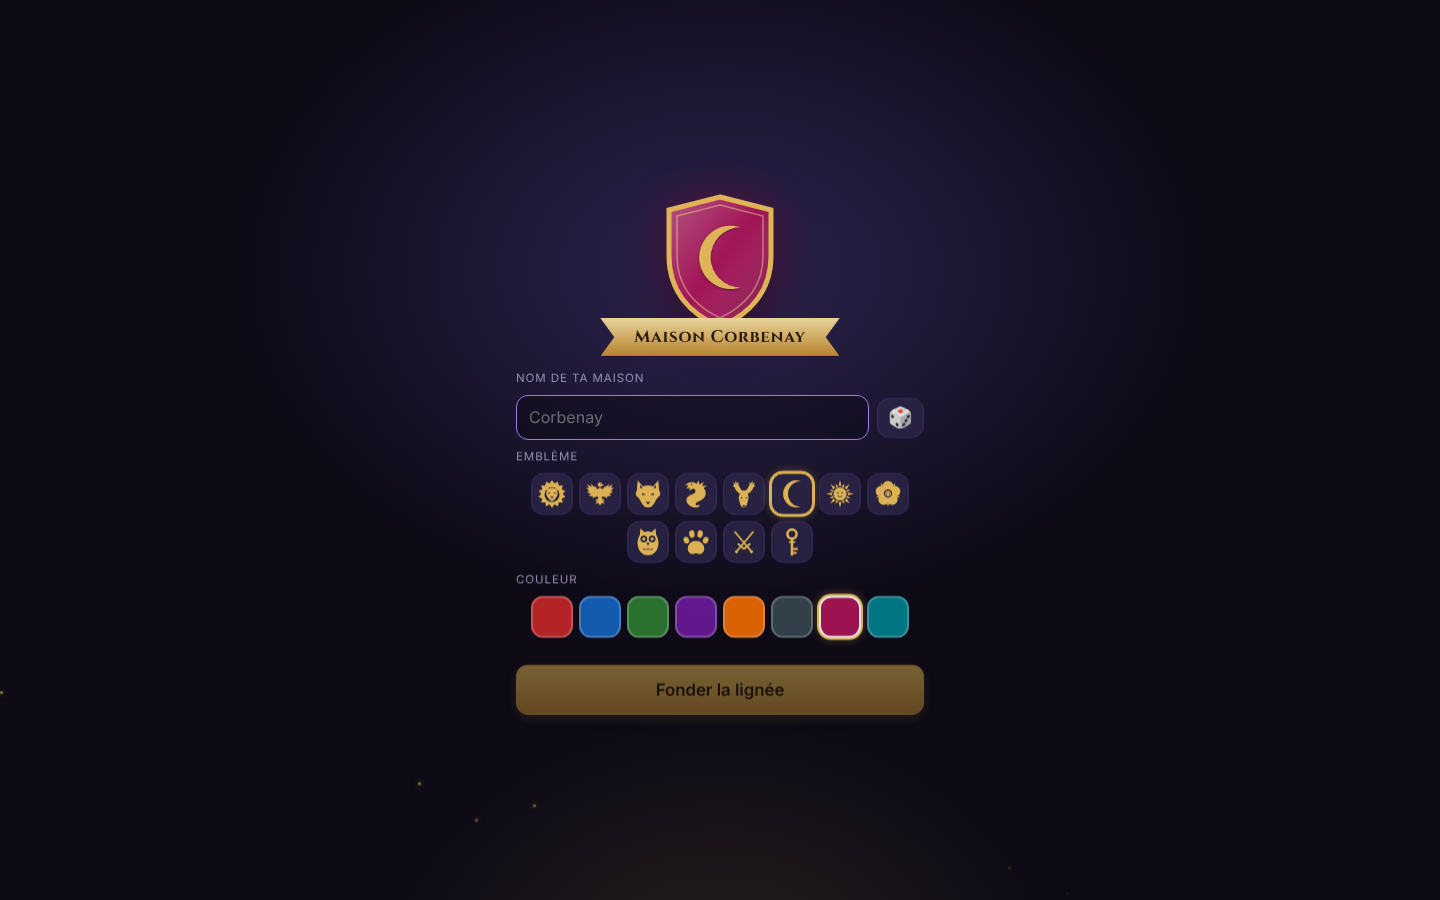 Maison Corbenay
NOM DE TA MAISON
Corbenay
EMBLÈME
COULEUR
Fonder la lignée